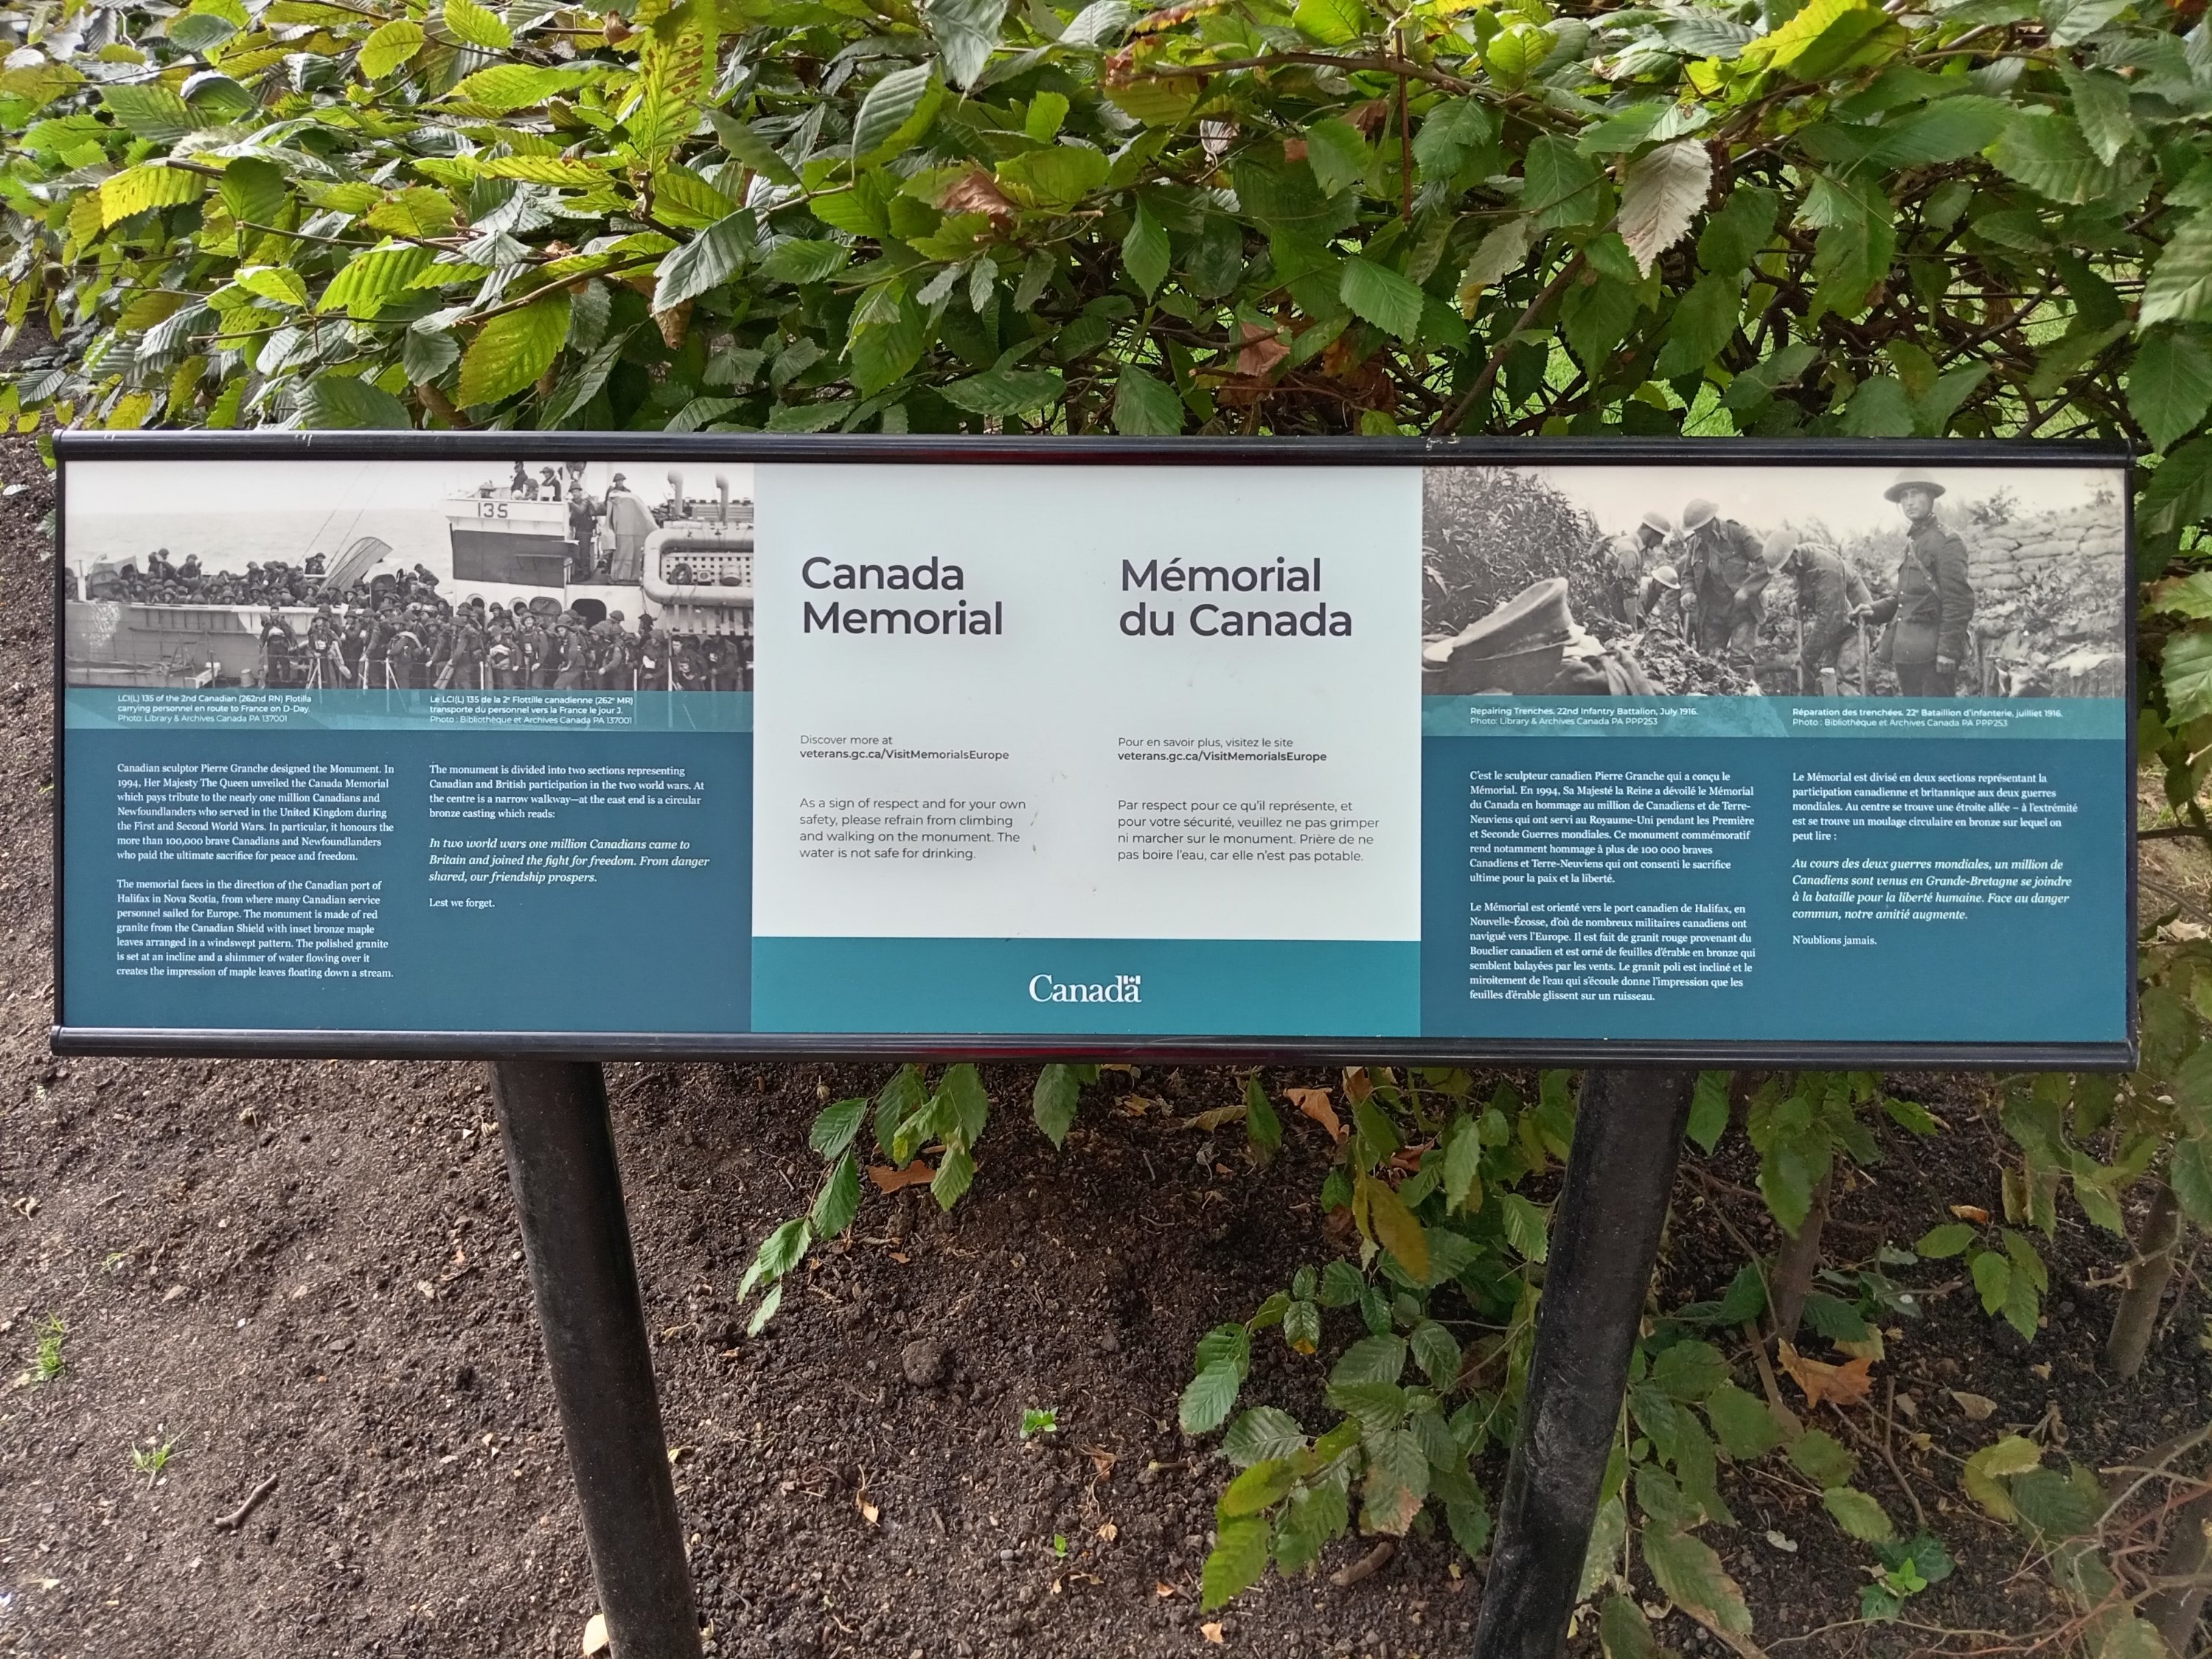 135
LCI(L) 135 of the 2nd Canadian (262nd RN) Flotilla
carrying personnel en route to France on D-Day.
Photo: Library & Archives Canada PA 137001
Le LCI(L) 135 de la 2e Flottille canadienne (262e MR)
transporte du personnel vers la France le jour J.
Photo : Bibliothèque et Archives Canada PA 137001
Canadian sculptor Pierre Granche designed the Monument. In
1994, Her Majesty The Queen unveiled the Canada Memorial
which pays tribute to the nearly one million Canadians and
Newfoundlanders who served in the United Kingdom during
the First and Second World Wars. In particular, it honours the
more than 100,000 brave Canadians and Newfoundlanders
who paid the ultimate sacrifice for peace and freedom.
The memorial faces in the direction of the Canadian port of
Halifax in Nova Scotia, from where many Canadian service
personnel sailed for Europe. The monument is made of red
granite from the Canadian Shield with inset bronze maple
leaves arranged in a windswept pattern. The polished granite
is set at an incline and a shimmer of water flowing over it
creates the impression of maple leaves floating down a stream.
The monument is divided into two sections representing
Canadian and British participation in the two world wars. At
the centre is a narrow walkway—at the east end is a circular
bronze casting which reads:
In two world wars one million Canadians came to
Britain and joined the fight for freedom. From danger
shared, our friendship prospers.
Lest we forget.
Canada
Memorial
Discover more at
veterans.gc.ca/VisitMemorialsEurope
As a sign of respect and for your own
safety, please refrain from climbing
and walking on the monument. The
water is not safe for drinking.
Mémorial
du Canada
Pour en savoir plus, visitez le site
veterans.gc.ca/VisitMemorialsEurope
Par respect pour ce qu'il représente, et
pour votre sécurité, veuillez ne pas grimper
ni marcher sur le monument. Prière de ne
pas boire l'eau, car elle n'est pas potable.
Canada
Repairing Trenches. 22nd Infantry Battalion, July 1916.
Photo: Library & Archives Canada PA PPP253
Réparation des tranchées. 22e Bataillon d'infanterie, juillet 1916.
Photo : Bibliothèque et Archives Canada PA PPP253
C'est le sculpteur canadien Pierre Granche qui a conçu le
Mémorial. En 1994, Sa Majesté la Reine a dévoilé le Mémorial
du Canada en hommage au million de Canadiens et de Terre-
Neuviens qui ont servi au Royaume-Uni pendant les Première
et Seconde Guerres mondiales. Ce monument commémoratif
rend notamment hommage à plus de 100 000 braves
Canadiens et Terre-Neuviens qui ont consenti le sacrifice
ultime pour la paix et la liberté.
Le Mémorial est orienté vers le port canadien de Halifax, en
Nouvelle-Écosse, d'où de nombreux militaires canadiens ont
navigué vers l'Europe. Il est fait de granit rouge provenant du
Bouclier canadien et est orné de feuilles d'érable en bronze qui
semblent balayées par les vents. Le granit poli est incliné et le
miroitement de l'eau qui s'écoule donne l'impression que les
feuilles d'érable glissent sur un ruisseau.
Le Mémorial est divisé en deux sections représentant la
participation canadienne et britannique aux deux guerres
mondiales. Au centre se trouve une étroite allée – à l'extrémité
est se trouve un moulage circulaire en bronze sur lequel on
peut lire :
Au cours des deux guerres mondiales, un million de
Canadiens sont venus en Grande-Bretagne se joindre
à la bataille pour la liberté humaine. Face au danger
commun, notre amitié augmente.
N'oublions jamais.